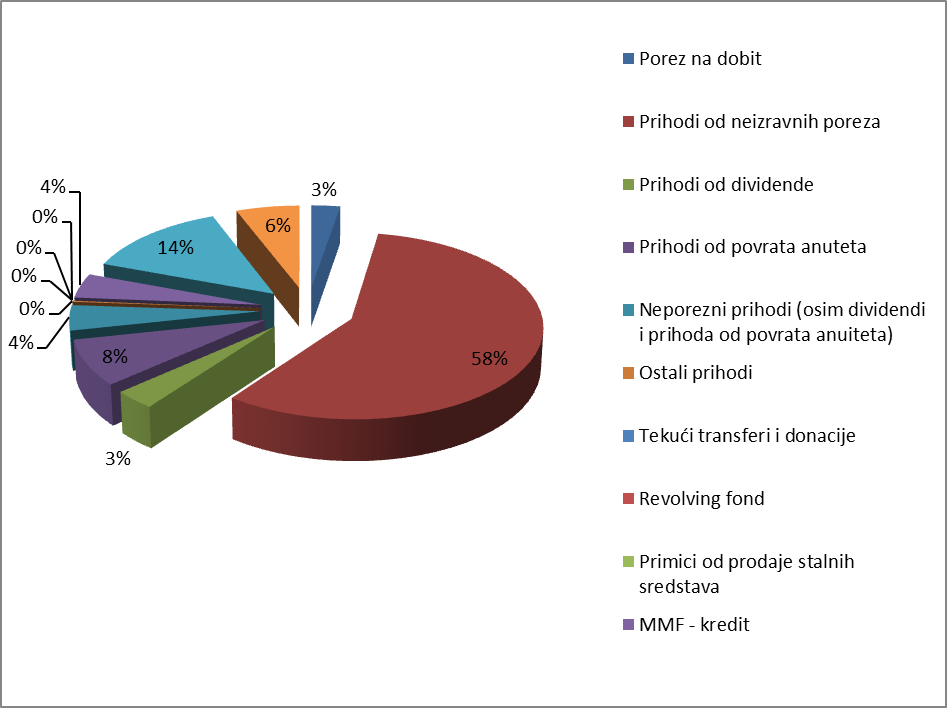 3%
58%
3%
8%
4%
0%
0%
0%
0%
4%
14%
6%
Porez na dobit
Prihodi od neizravnih poreza
Prihodi od dividende
Prihodi od povrata anuteta
Neporezni prihodi (osim dividendi
i prihoda od povrata anuiteta)
Ostali prihodi
Tekući transferi i donacije
Revolving fond
Primici od prodaje stalnih
sredstava
MMF - kredit